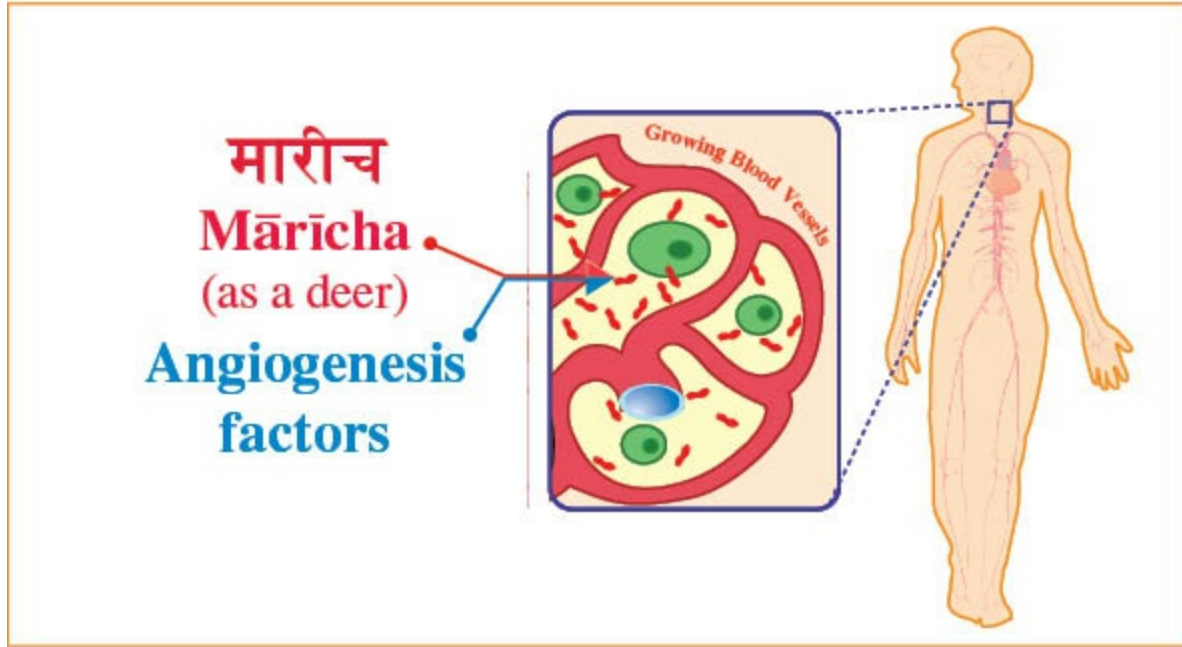 मारीच
Mārīcha
(as a deer)
Angiogenesis
factors
Growing Blood Vessels